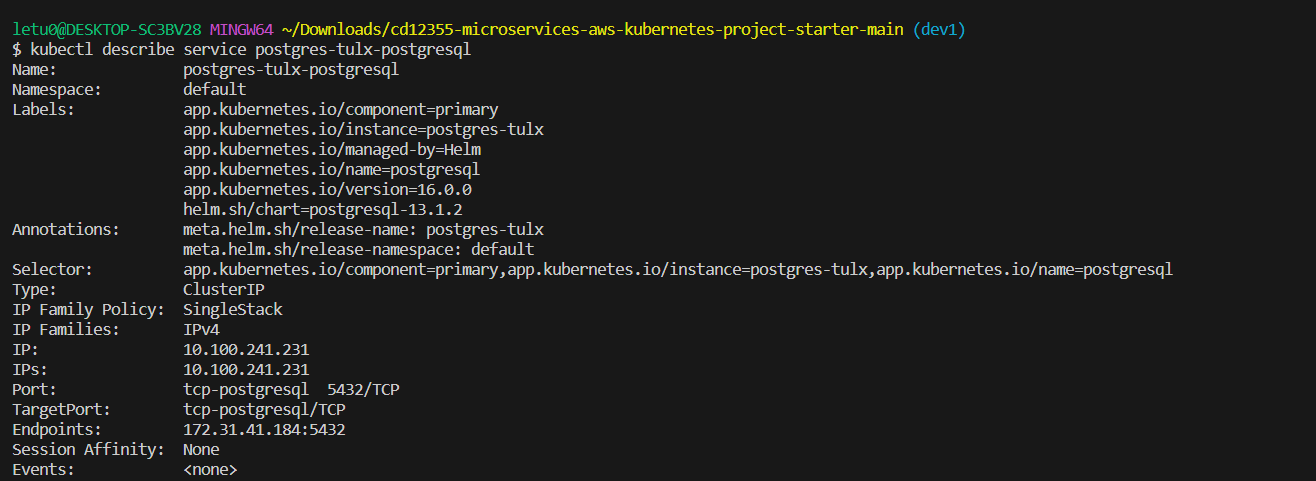 letu0@DESKTOP-SC3BV28 MINGW64 ~/Downloads/cd12355-microservices-aws-kubernetes-project-starter-main (dev1)
$ kubectl describe service postgres-tulx-postgresql
Name:              postgres-tulx-postgresql
Namespace:         default
Labels:            app.kubernetes.io/component=primary
                   app.kubernetes.io/instance=postgres-tulx
                   app.kubernetes.io/managed-by=Helm
                   app.kubernetes.io/name=postgresql
                   app.kubernetes.io/version=16.0.0
                   helm.sh/chart=postgresql-13.1.2
Annotations:       meta.helm.sh/release-name: postgres-tulx
                   meta.helm.sh/release-namespace: default
Selector:          app.kubernetes.io/component=primary,app.kubernetes.io/instance=postgres-tulx,app.kubernetes.io/name=postgresql
Type:              ClusterIP
IP Family Policy:  SingleStack
IP Families:       IPv4
IP:                10.100.241.231
IPs:               10.100.241.231
Port:              tcp-postgresql  5432/TCP
TargetPort:        tcp-postgresql/TCP
Endpoints:         172.31.41.184:5432
Session Affinity:  None
Events:            <none>